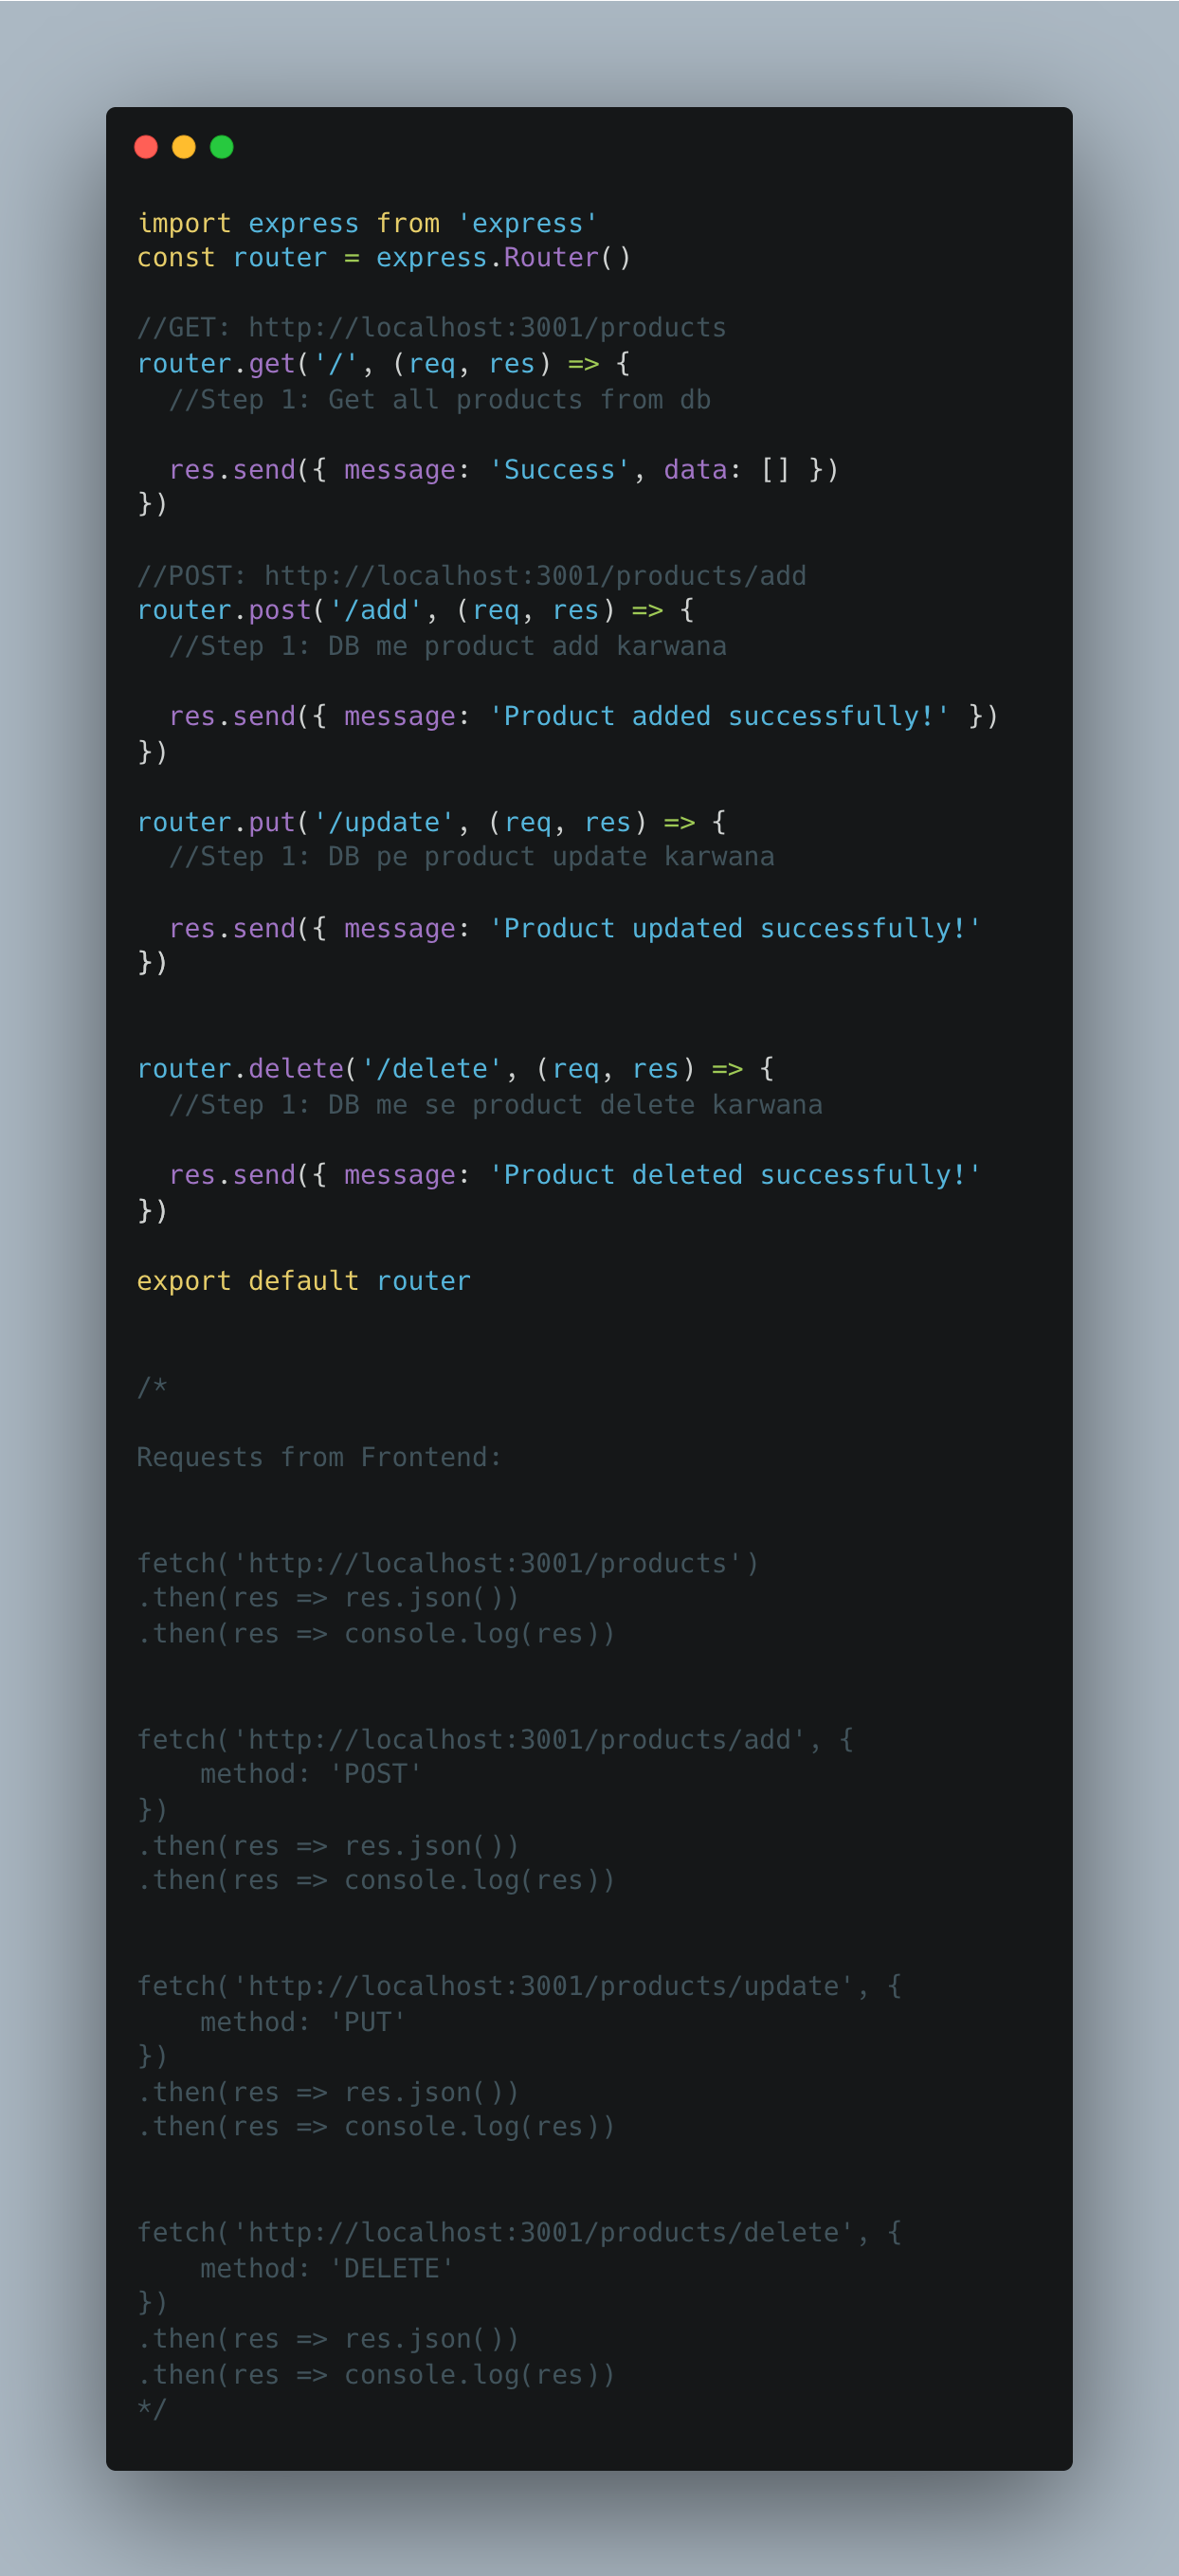 import express from 'express'
const router = express.Router()

//GET: http://localhost:3001/products
router.get('/', (req, res) => {
  //Step 1: Get all products from db

  res.send({ message: 'Success', data: [] })
})

//POST: http://localhost:3001/products/add
router.post('/add', (req, res) => {
  //Step 1: DB me product add karwana

  res.send({ message: 'Product added successfully!' })
})

router.put('/update', (req, res) => {
  //Step 1: DB pe product update karwana

  res.send({ message: 'Product updated successfully!'
})


router.delete('/delete', (req, res) => {
  //Step 1: DB me se product delete karwana

  res.send({ message: 'Product deleted successfully!'
})

export default router


/*

Requests from Frontend:


fetch('http://localhost:3001/products')
.then(res => res.json())
.then(res => console.log(res))


fetch('http://localhost:3001/products/add', {
    method: 'POST'
})
.then(res => res.json())
.then(res => console.log(res))


fetch('http://localhost:3001/products/update', {
    method: 'PUT'
})
.then(res => res.json())
.then(res => console.log(res))


fetch('http://localhost:3001/products/delete', {
    method: 'DELETE'
})
.then(res => res.json())
.then(res => console.log(res))
*/